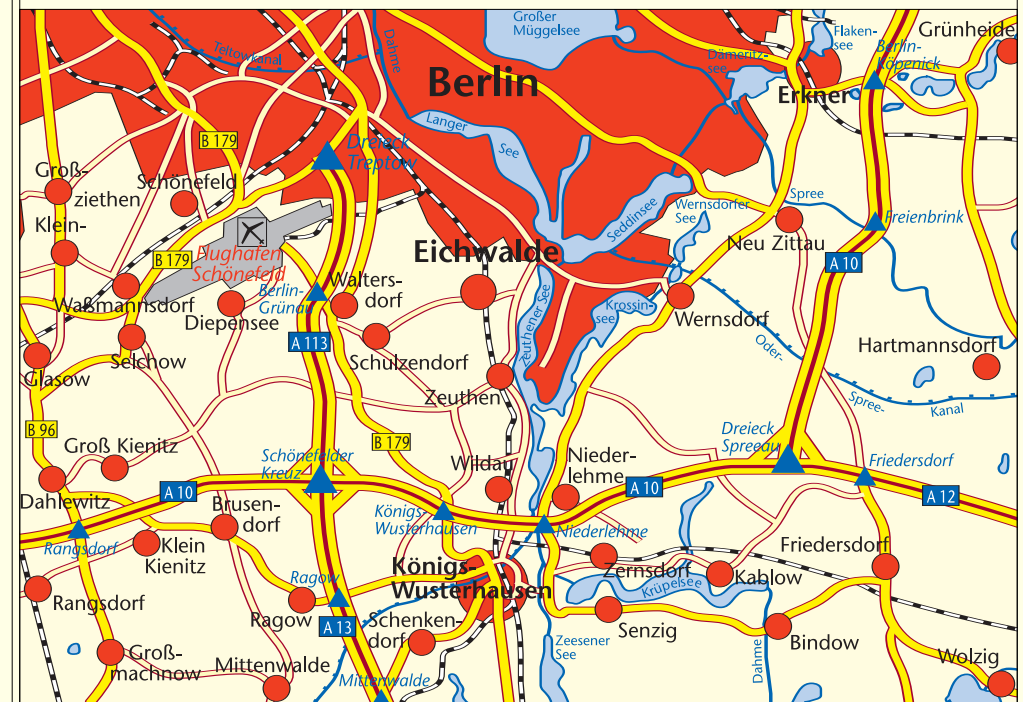 Großer
Müggelsee
Flaken-
see
Grünheide
Berlin-
Köpenick
Teltowkanal
Dahme
Dämeritz-
see
Berlin
Erkner
Langer
See
B 179
Dreieck
Treptow
Groß-
ziethen
Schönefeld
Klein-
Spree
Seddinsee
Wernsdorfer
See
Freienbrink
Neu Zittau
Eichwalde
B 179
Flughafen
Schönefeld
A 10
Waßmannsdorf
Berlin-
Grünau
Walters-
dorf
Diepensee
Zeuthener See
Krossin-
see
Wernsdorf
A 113
Selchow
Schulzendorf
Oder-
Hartmannsdorf
Glasow
Zeuthen
Spree-
Kanal
B 96
B 179
Dreieck
Spreeau
Groß Kienitz
Schönefelder
Kreuz
Wildau
Nieder-
lehme
Friedersdorf
Dahlewitz
A 10
A 10
A 12
Brusen-
dorf
Königs-
Wusterhausen
Niederlehme
Rangsdorf
Klein
Kienitz
Friedersdorf
Königs-
Wusterhausen
Zernsdorf
Kablow
Krüpelsee
Ragow
Rangsdorf
Ragow
A 13
Schenken-
dorf
Senzig
Bindow
Zeesener
See
Dahme
Groß-
machnow
Mittenwalde
Mittenwalde
Wolzig